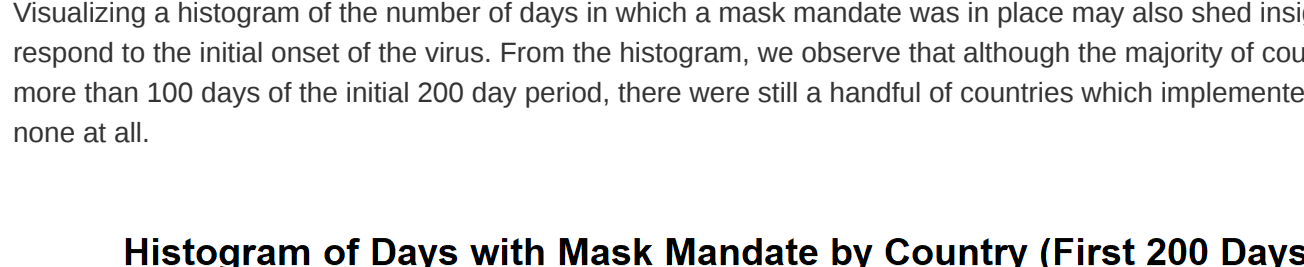 Visualizing a histogram of the number of days in which a mask mandate was in place may also shed
respond to the initial onset of the virus. From the histogram, we observe that although the majority of
more than 100 days of the initial 200 day period, there were still a handful of countries which
none at all.
Histogram of Days with Mask Mandate by Country (First 200 Days